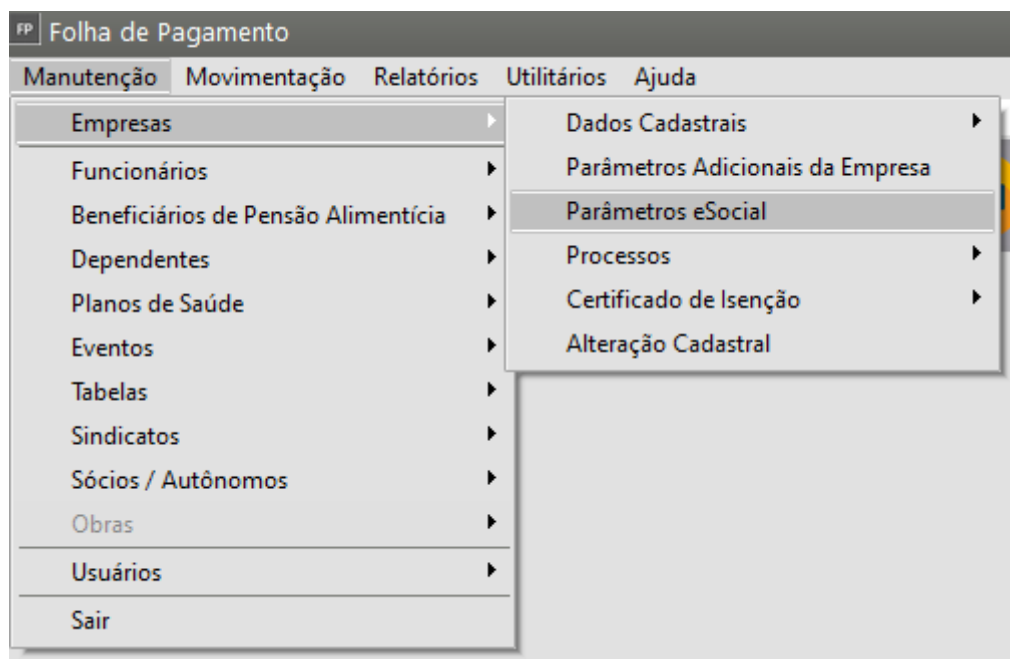 FP Folha de Pagamento
Manutenção Movimentação Relatórios Utilitários Ajuda
Empresas
Funcionários
Beneficiários de Pensão Alimentícia
Dependentes
Planos de Saúde
Eventos
Tabelas
Sindicatos
Sócios / Autônomos
Obras
Usuários
Sair
Dados Cadastrais
Parâmetros Adicionais da Empresa
Parâmetros eSocial
Processos
Certificado de Isenção
Alteração Cadastral